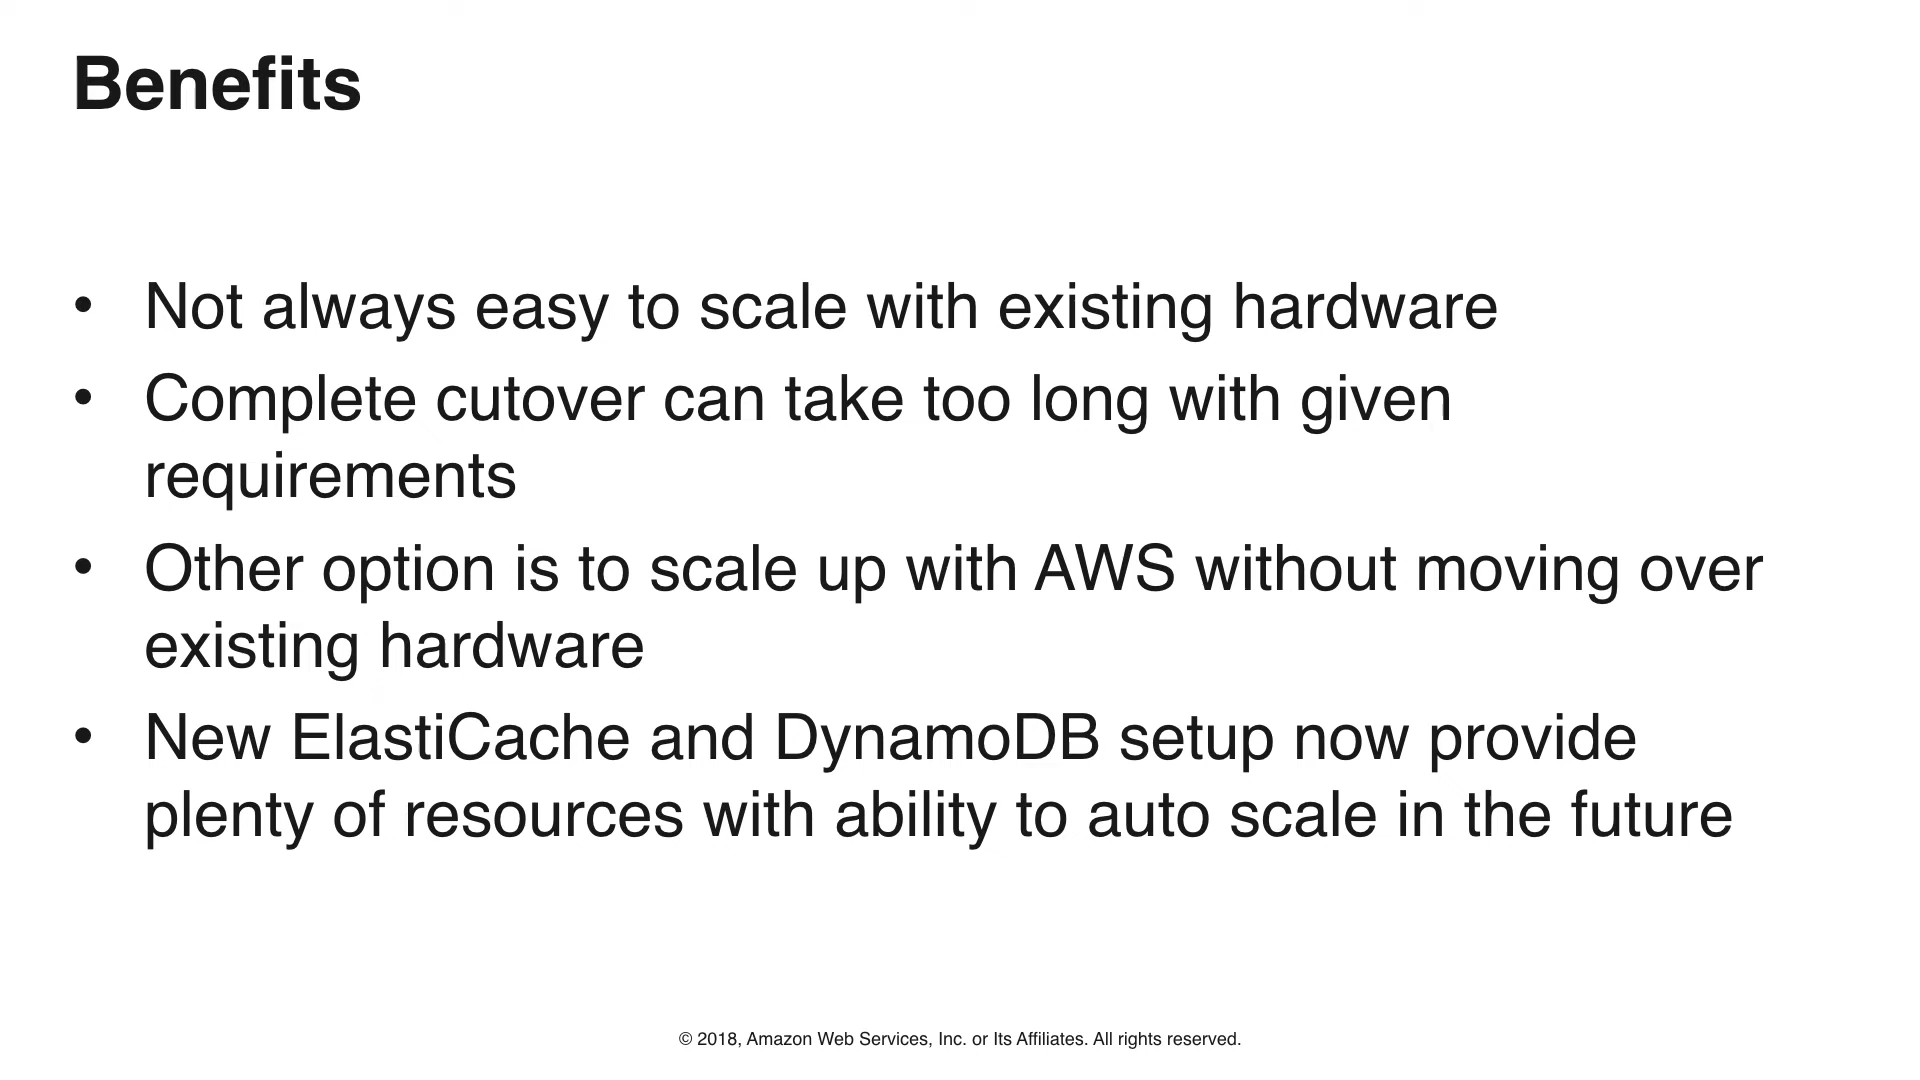 Benefits
• Not always easy to scale with existing hardware
• Complete cutover can take too long with given
requirements
• Other option is to scale up with AWS without moving over
existing hardware
• New ElastiCache and DynamoDB setup now provide
plenty of resources with ability to auto scale in the future
© 2018, Amazon Web Services, Inc. or Its Affiliates. All rights reserved.